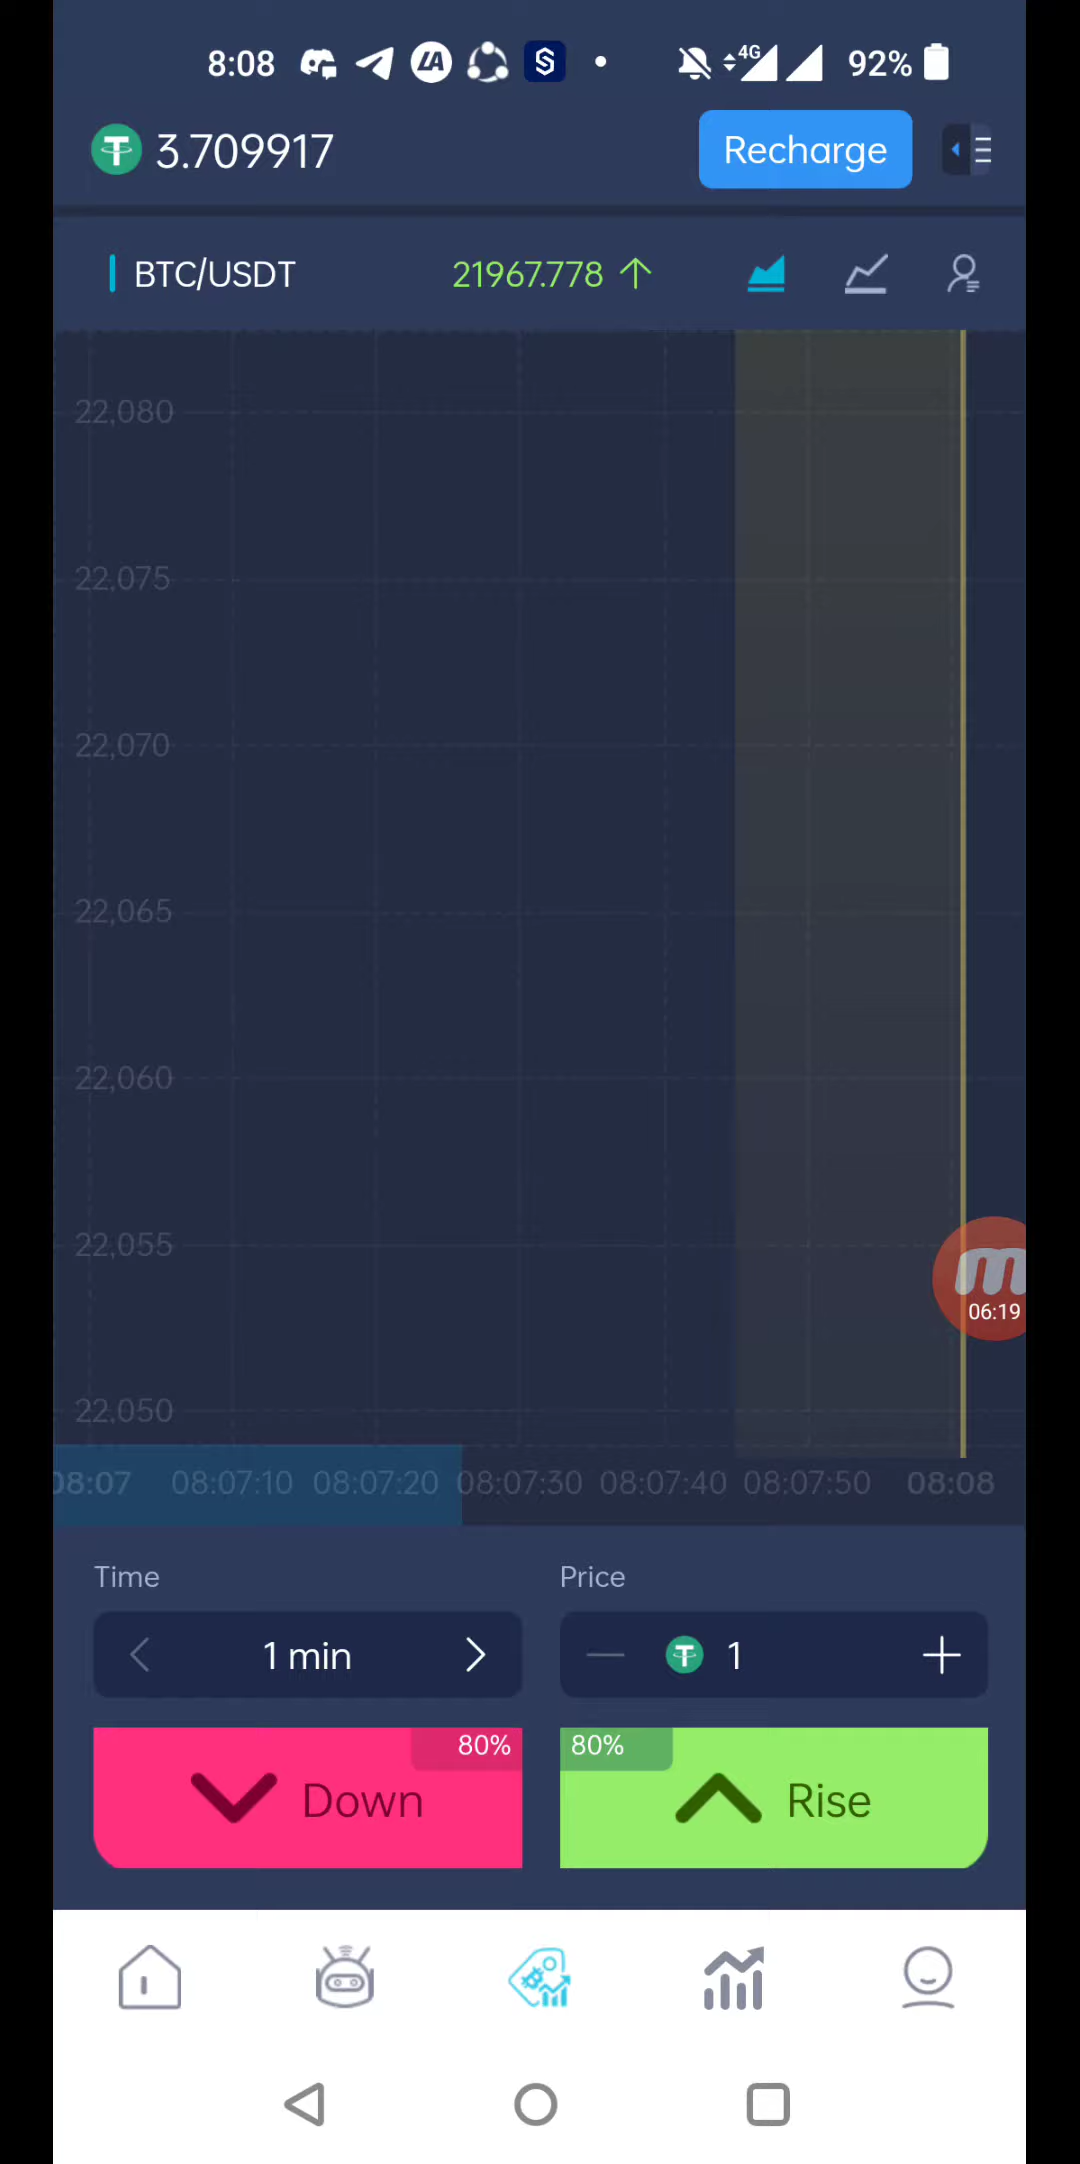 8:08 4G 92%
3.709917 Recharge
BTC/USDT 21967.778
22,080
22,075
22,070
22,065
22,060
22,055
06:19
22,050
08:07 08:07:10 08:07:20 08:07:30 08:07:40 08:07:50 08:08
Time Price
1 min 1
80% 80%
Down Rise